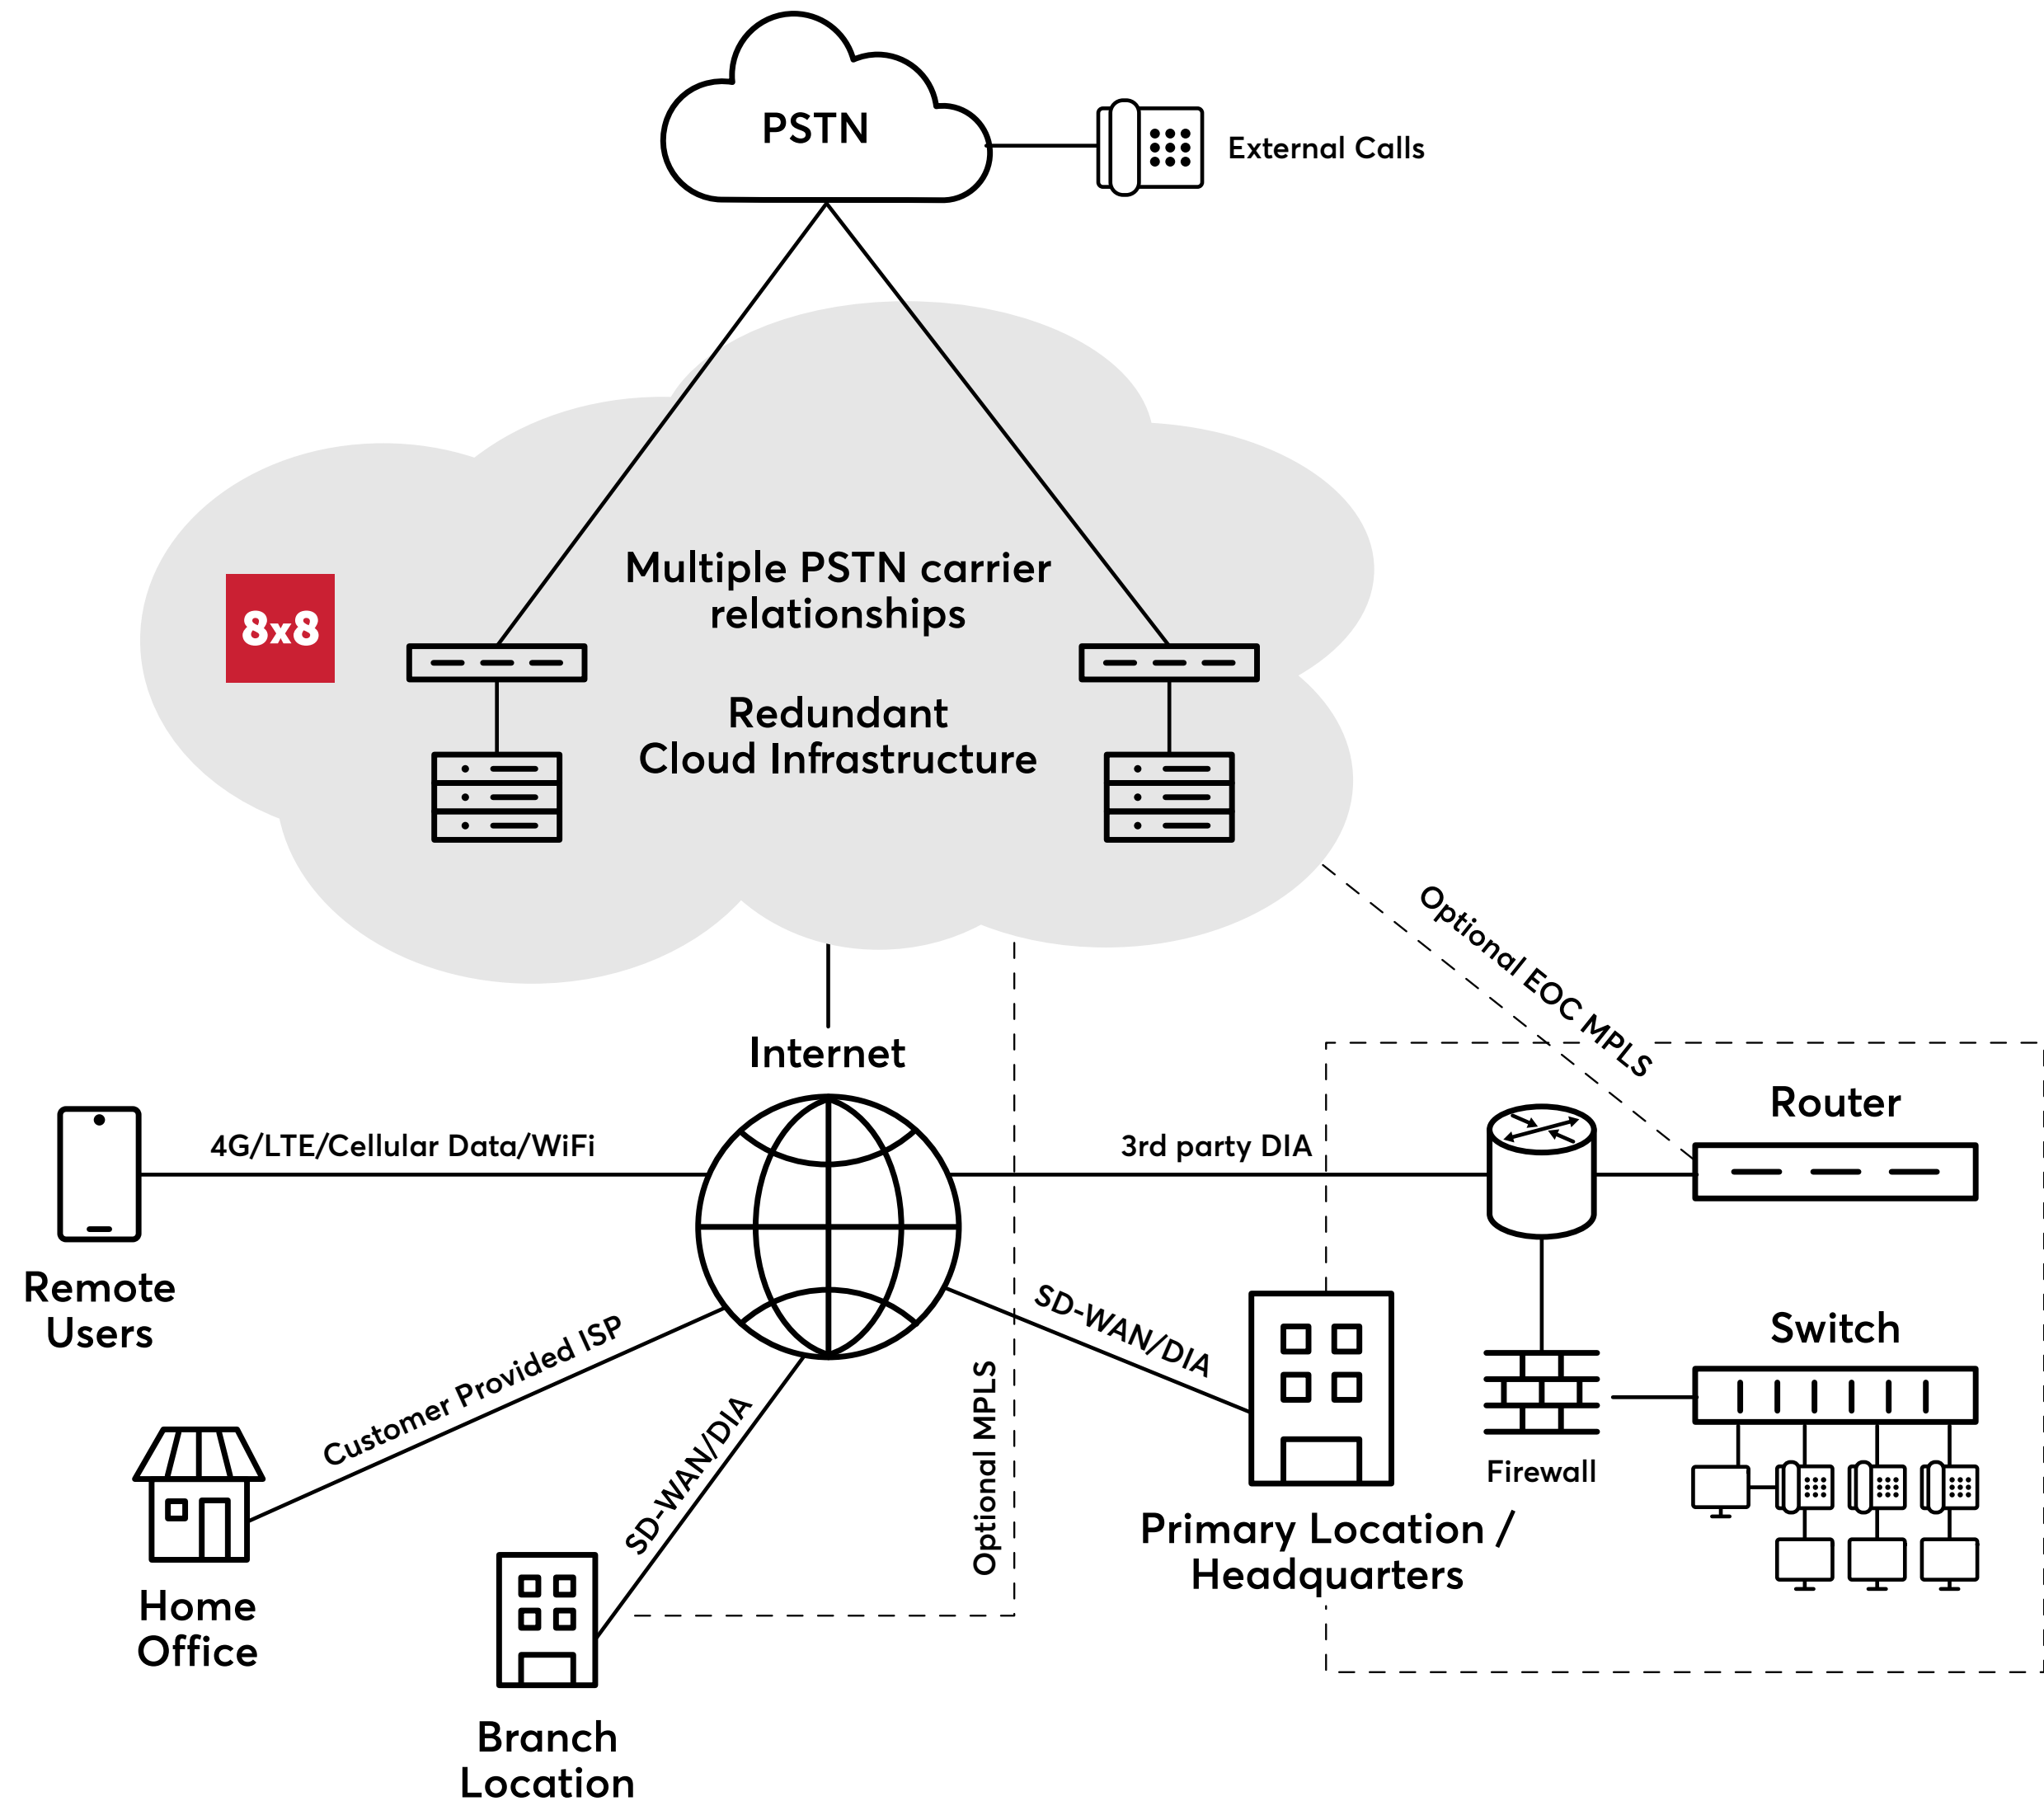 PSTN
External Calls
8x8
Multiple PSTN carrier
relationships
Redundant
Cloud Infrastructure
Optional EOC MPLS
Internet
Router
4G/LTE/Cellular Data/WiFi
3rd party DIA
Remote
Users
SD-WAN/DIA
Switch
Customer Provided ISP
Optional MPLS
SD-WAN/DIA
Firewall
Primary Location /
Headquarters
Home
Office
Branch
Location